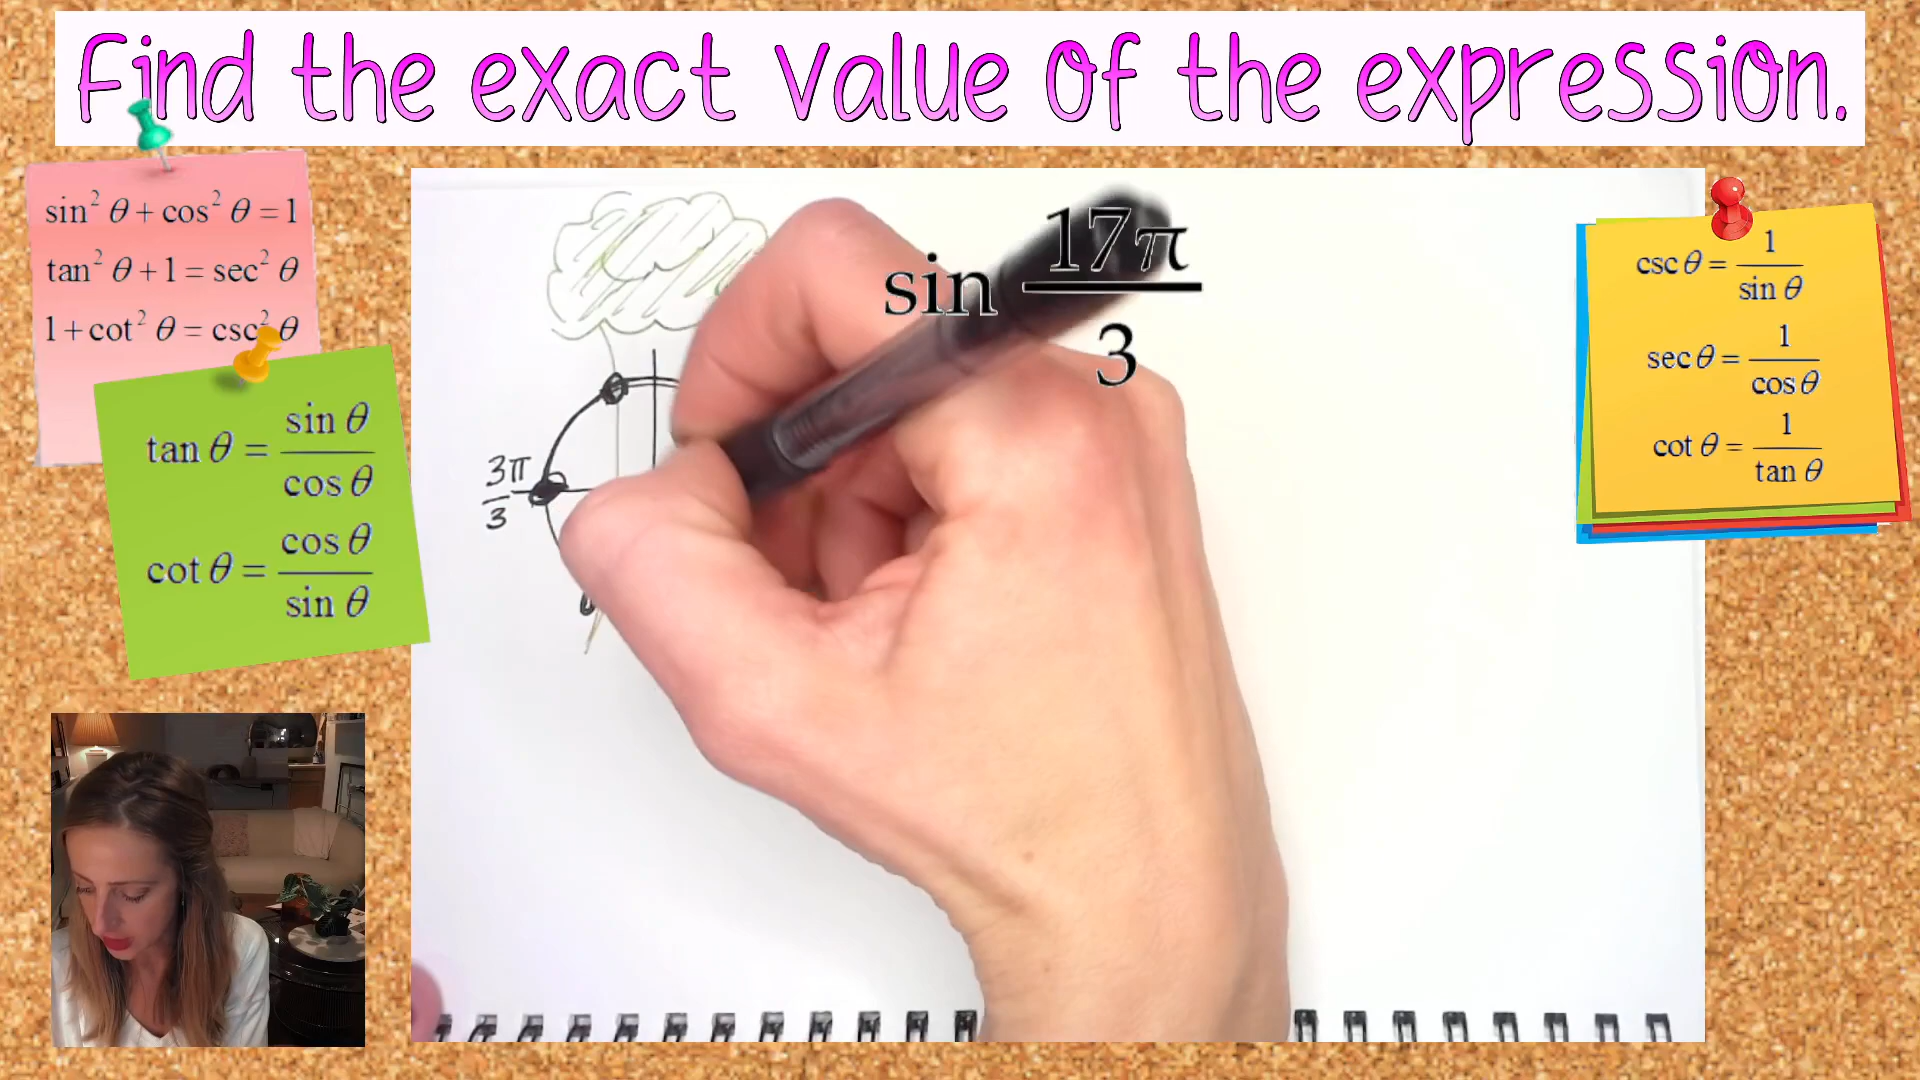 Find the exact value of the expression.
sin² θ + cos² θ = 1
tan² θ + 1 = sec² θ
1 + cot² θ = csc² θ
tan θ = sin θ / cos θ
cot θ = cos θ / sin θ
sin 17π / 3
3π / 3
csc θ = 1 / sin θ
sec θ = 1 / cos θ
cot θ = 1 / tan θ